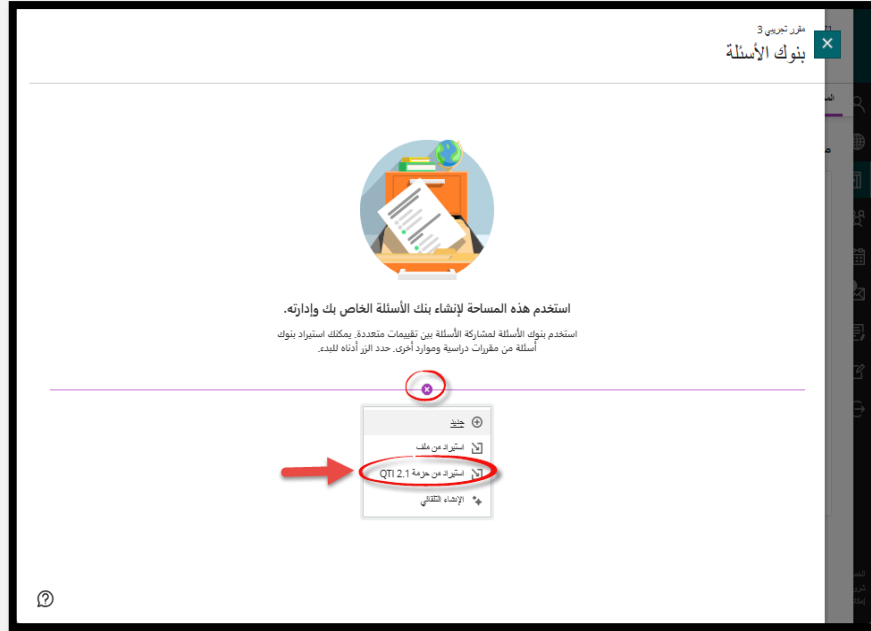 مقرر تجريبي 3
بنوك الأسئلة
استخدم هذه المساحة لإنشاء بنك الأسئلة الخاص بك وإدارته.
استخدم بنوك الأسئلة لمشاركة الأسئلة بين تقييمات متعددة. يمكنك استيراد بنوك
أسئلة من مقررات دراسية وموارد أخرى. حدد الزر أدناه للبدء.
جديد
استيراد من ملف
استيراد من حزمة QTI 2.1
الإنشاء التلقائي